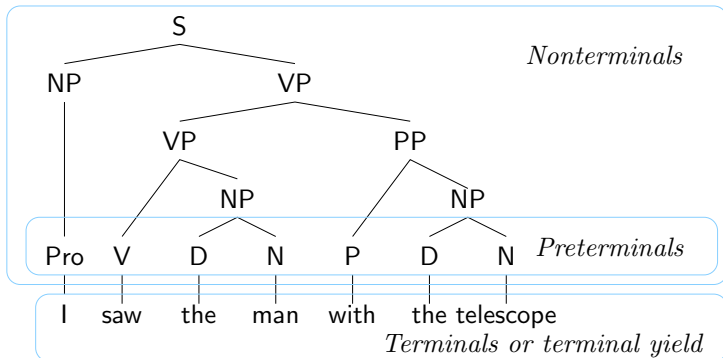 S
Nonterminals
NP VP
VP PP
NP NP
Pro V D N P D N Preterminals
I saw the man with the telescope
Terminals or terminal yield